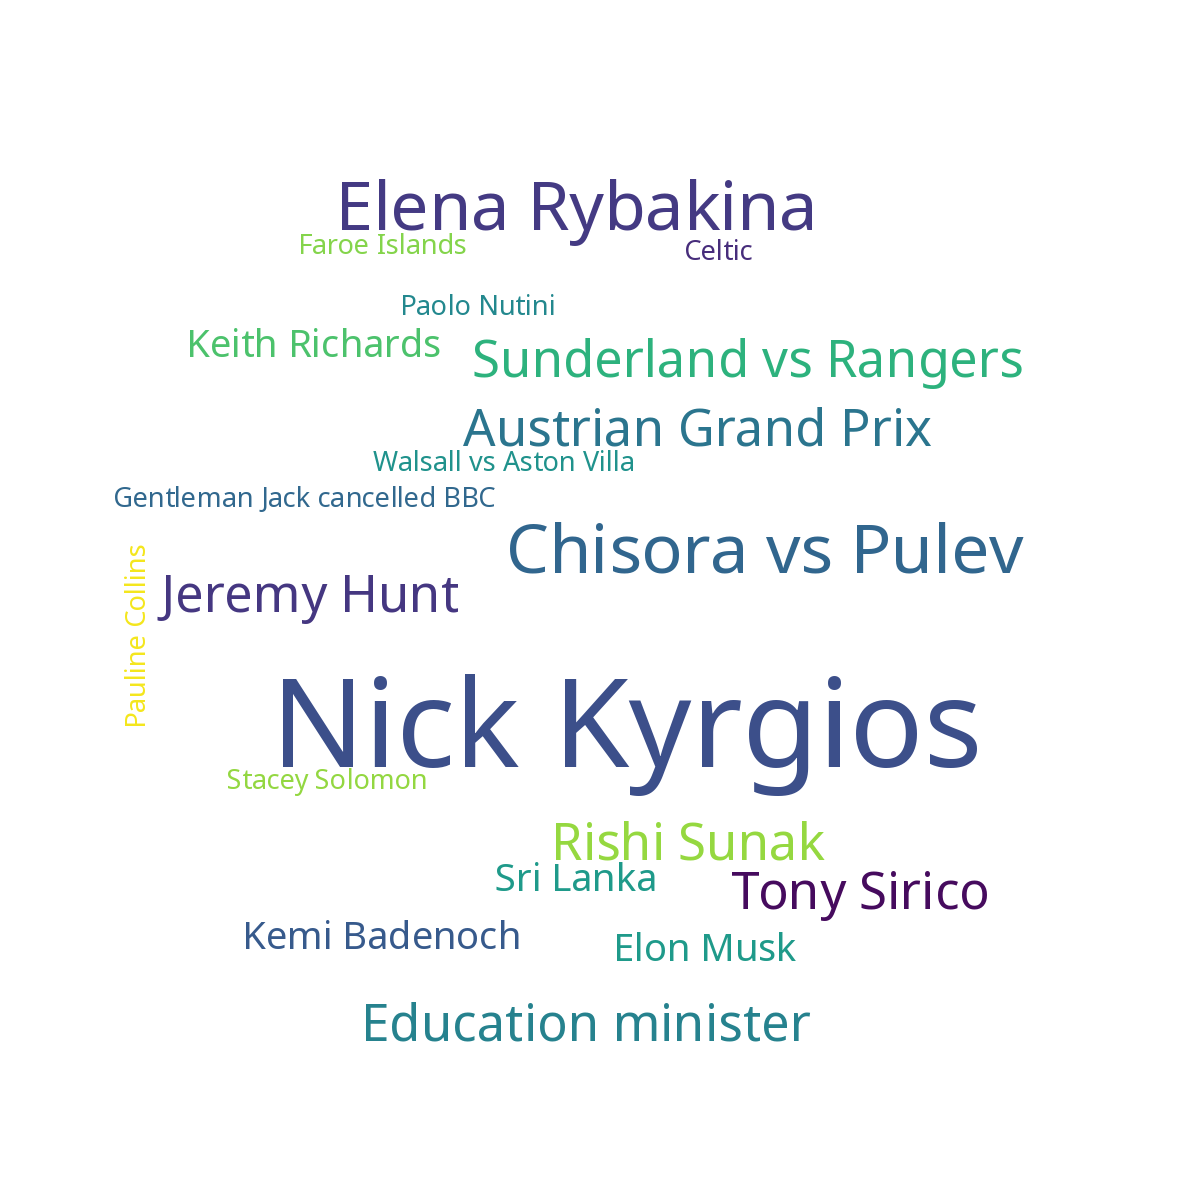 Elena Rybakina
Faroe Islands
Celtic
Paolo Nutini
Keith Richards
Sunderland vs Rangers
Austrian Grand Prix
Walsall vs Aston Villa
Gentleman Jack cancelled BBC
Chisora vs Pulev
Pauline Collins
Jeremy Hunt
Nick Kyrgios
Stacey Solomon
Rishi Sunak
Sri Lanka
Tony Sirico
Kemi Badenoch
Elon Musk
Education minister